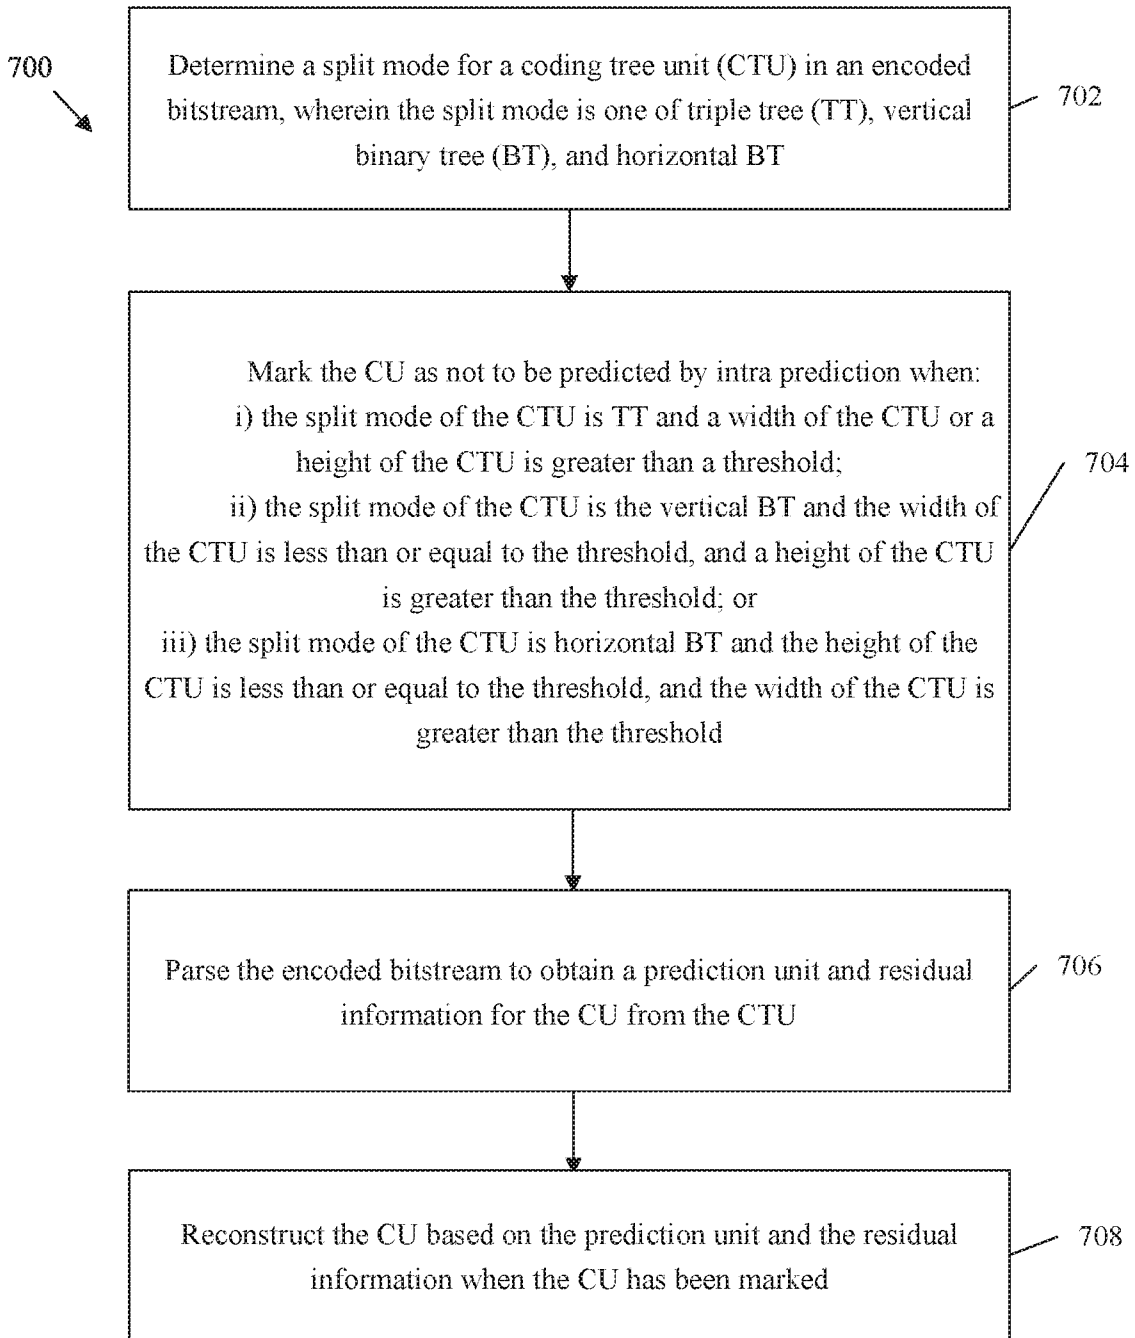 700
Determine a split mode for a coding tree unit (CTU) in an encoded
bitstream, wherein the split mode is one of triple tree (TT), vertical
binary tree (BT), and horizontal BT
702
Mark the CU as not to be predicted by intra prediction when:
i) the split mode of the CTU is TT and a width of the CTU or a
height of the CTU is greater than a threshold;
ii) the split mode of the CTU is the vertical BT and the width of
the CTU is less than or equal to the threshold, and a height of the CTU
is greater than the threshold; or
iii) the split mode of the CTU is horizontal BT and the height of the
CTU is less than or equal to the threshold, and the width of the CTU is
greater than the threshold
704
Parse the encoded bitstream to obtain a prediction unit and residual
information for the CU from the CTU
706
Reconstruct the CU based on the prediction unit and the residual
information when the CU has been marked
708